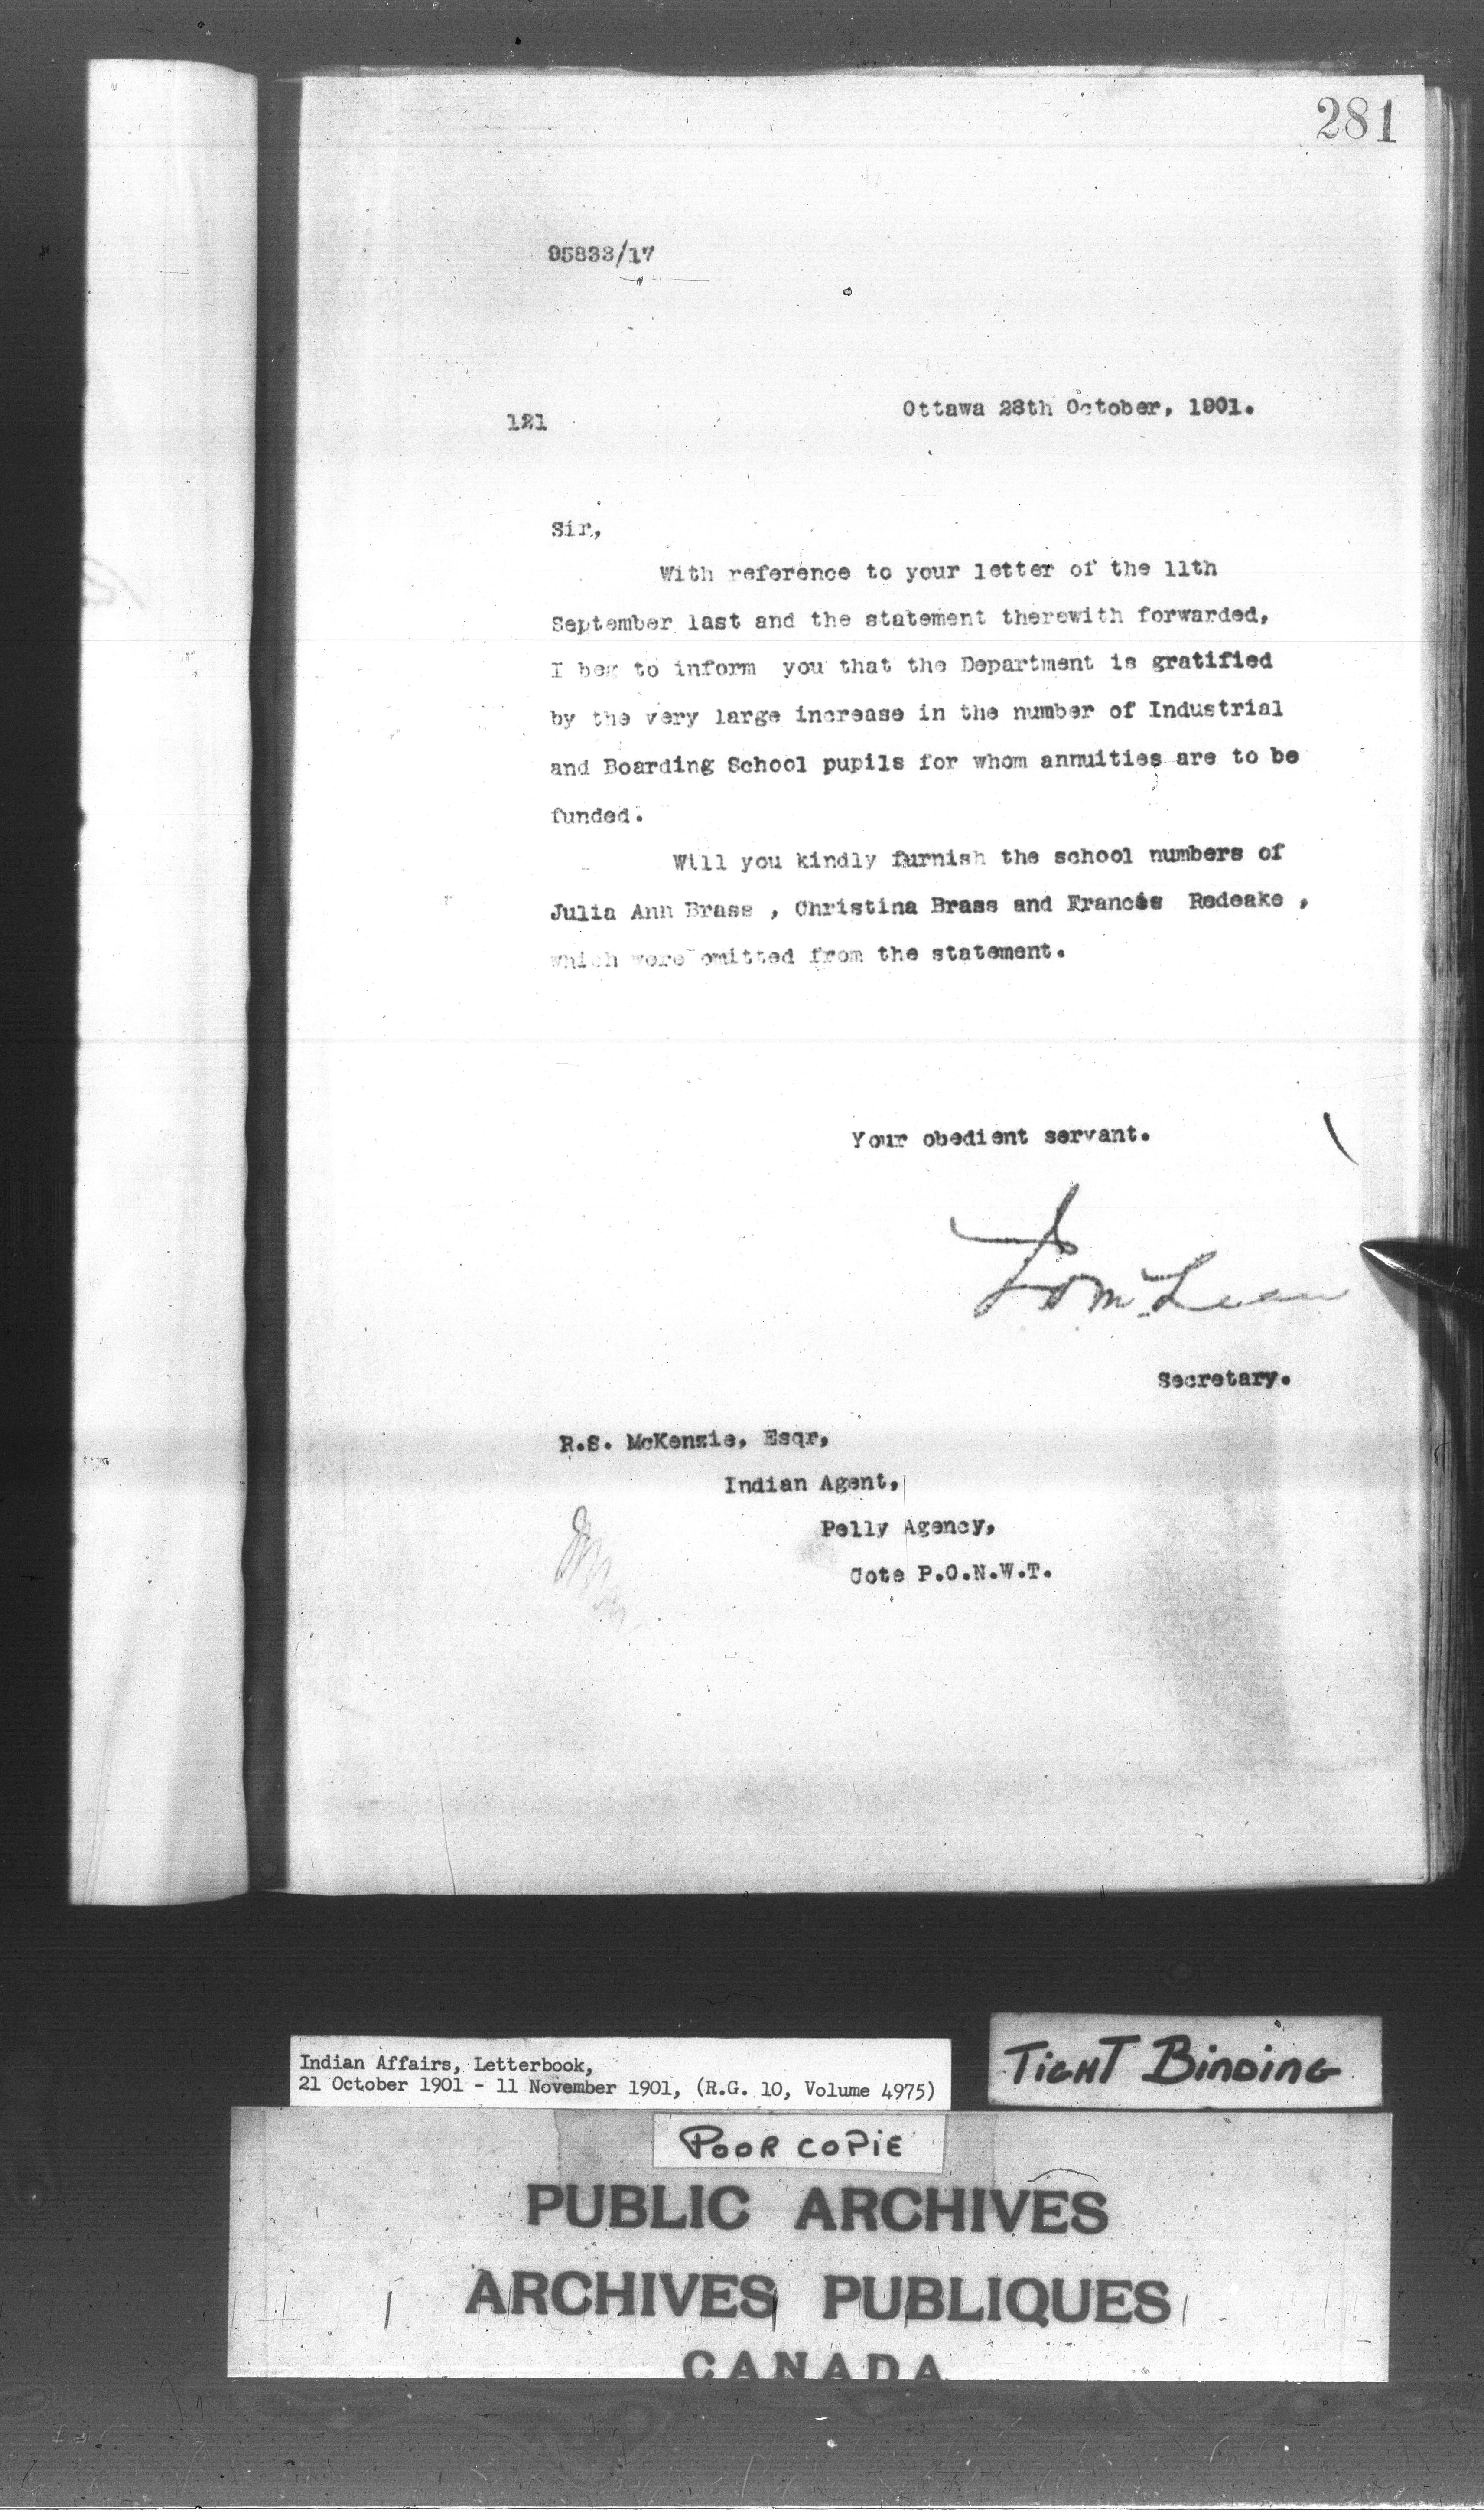 281
95833/17
Ottawa 28th October, 1901.
121
Sir,
With reference to your letter of the 11th
September last and the statement therewith forwarded,
I beg to inform you that the Department is gratified
by the very large increase in the number of Industrial
and Boarding School pupils for whom annuities are to be
funded.
Will you kindly furnish the school numbers of
Julia Ann Brass , Christina Brass and Frances Redeake ,
which were omitted from the statement.
Your obedient servant.
Secretary.
R.S. McKenzie, Esqr,
Indian Agent,
Pelly Agency,
Cote P.O.N.W.T.
Indian Affairs, Letterbook,
21 October 1901 - 11 November 1901, (R.G. 10, Volume 4975)
TIGHT BINDING
POOR COPIE
PUBLIC ARCHIVES
ARCHIVES PUBLIQUES
CANADA